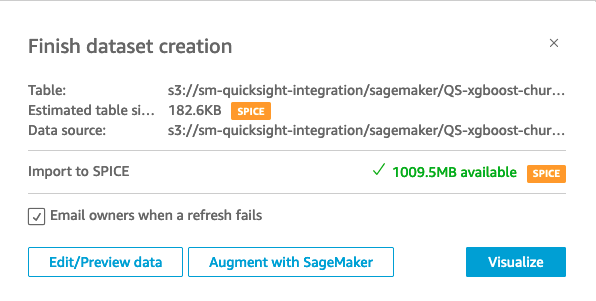 Finish dataset creation
Table: s3://sm-quicksight-integration/sagemaker/QS-xgboost-chur...
Estimated table si... 182.6KB SPICE
Data source: s3://sm-quicksight-integration/sagemaker/QS-xgboost-chur...
Import to SPICE 1009.5MB available SPICE
Email owners when a refresh fails
Edit/Preview data Augment with SageMaker Visualize